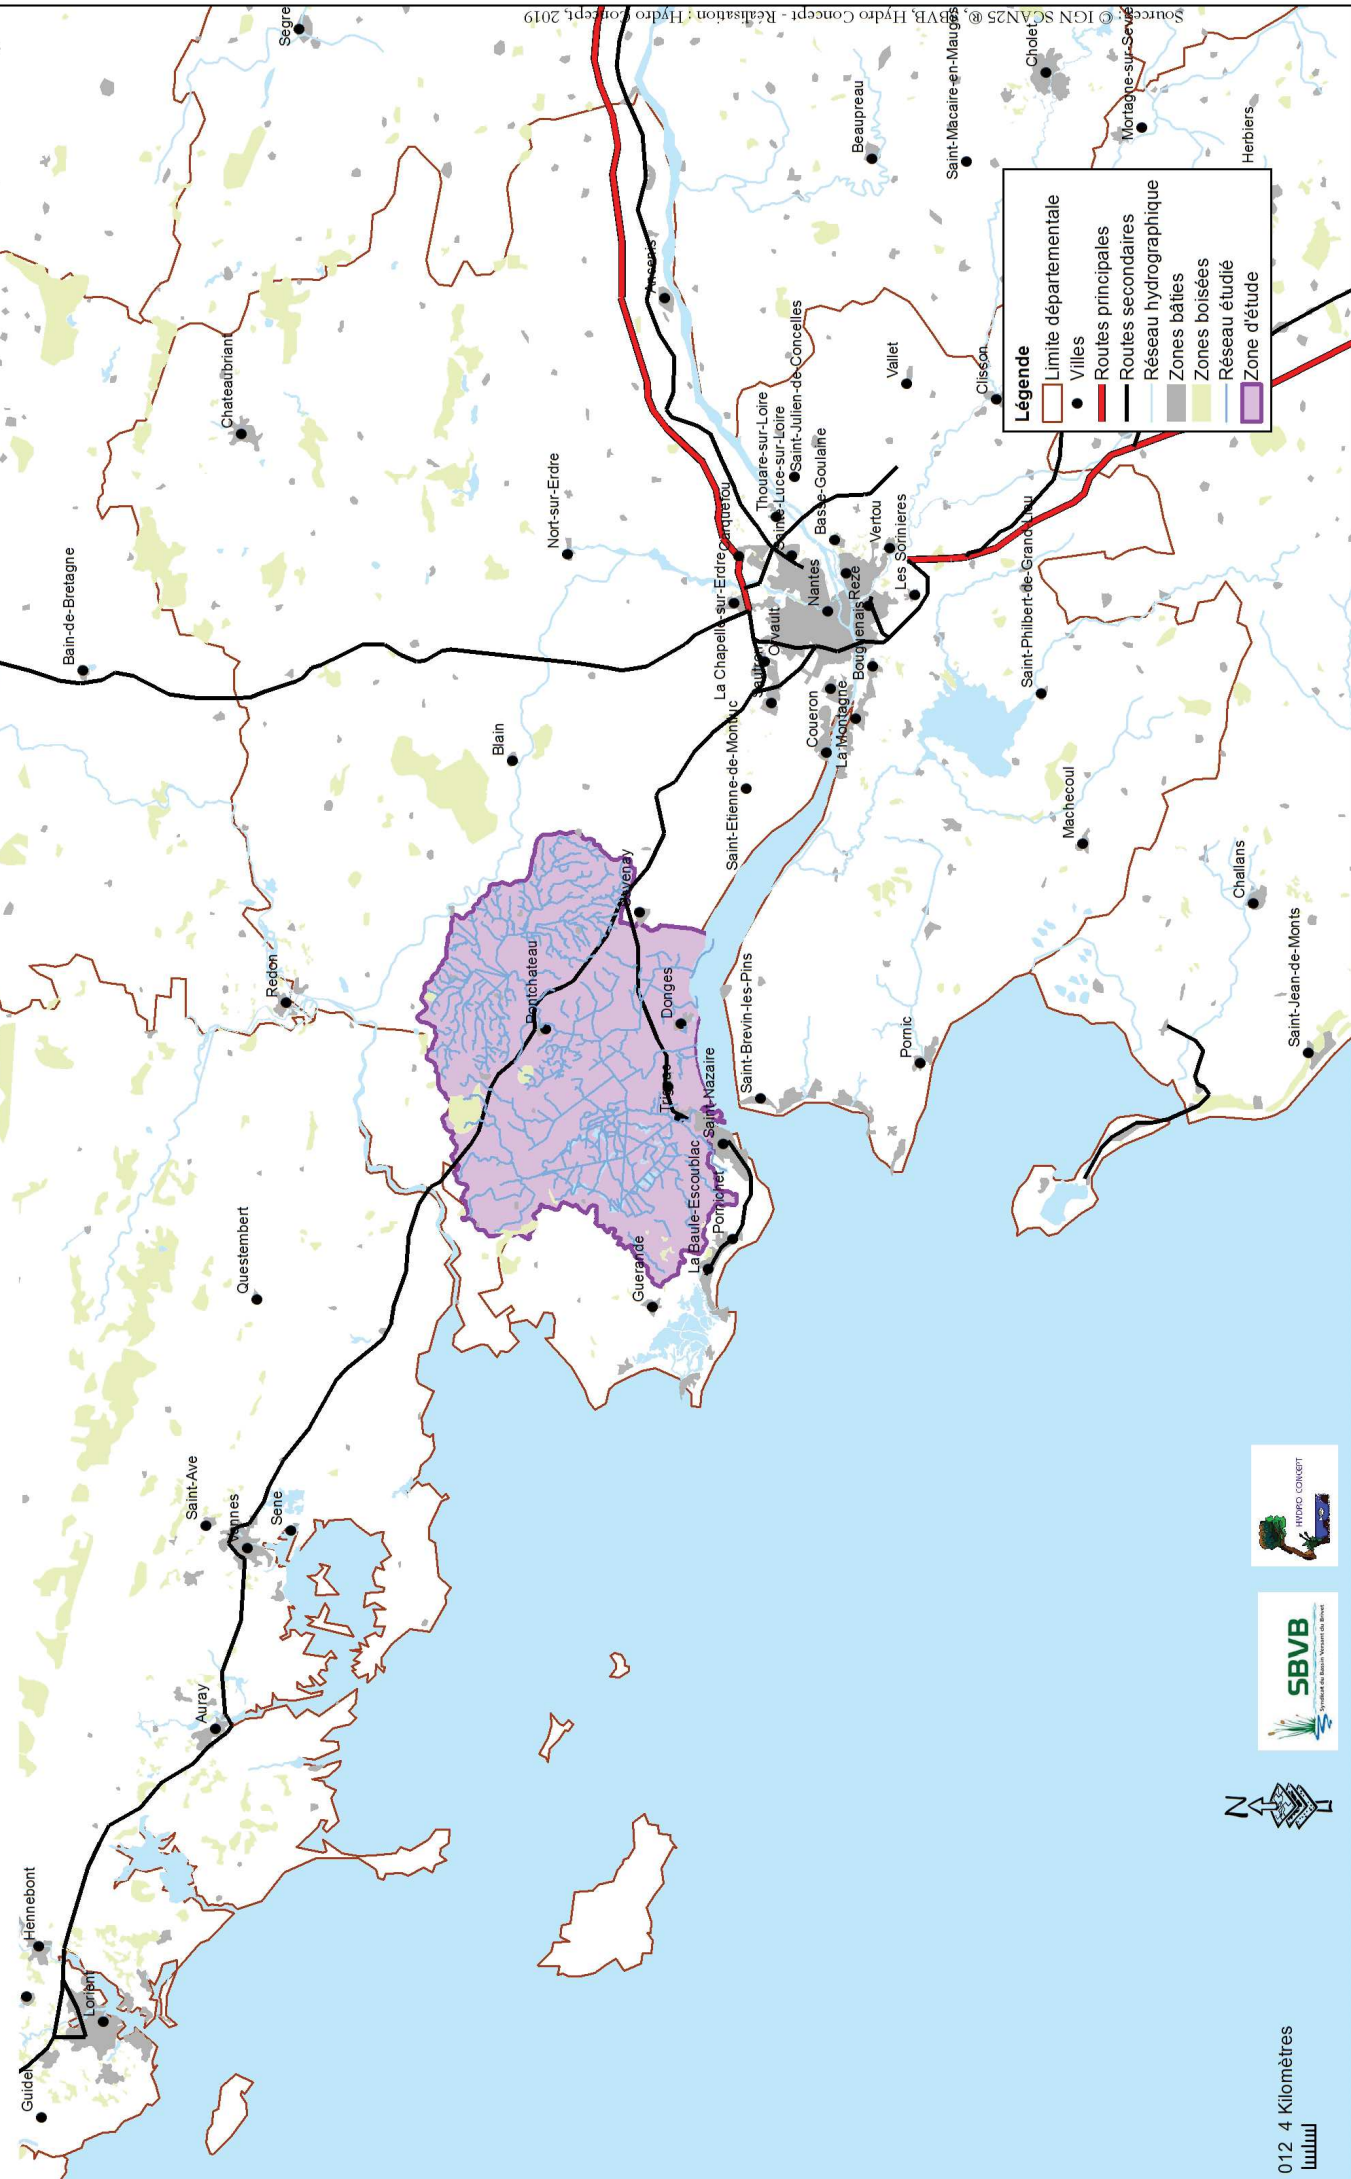 Guidel
Hennebont
Lorient
Auray
Saint-Ave
Vannes
Sene
Questembert
Redon
Bain-de-Bretagne
Chateaubriant
Segre
Blain
Nort-sur-Erdre
Pontchateau
Savenay
Ancenis
Guerande
Donges
Trignac
Saint-Nazaire
La Baule-Escoublac
Pornichet
Saint-Brevin-les-Pins
Saint-Etienne-de-Montluc
La Chapelle-sur-Erdre
Carquefou
Sautron
Orvault
Thouare-sur-Loire
Sainte-Luce-sur-Loire
Saint-Julien-de-Concelles
Basse-Goulaine
Nantes
Coueron
La Montagne
Bouguenais
Reze
Vertou
Les Sorinieres
Vallet
Beaupreau
Saint-Macaire-en-Mauges
Cholet
Clisson
Mortagne-sur-Sevre
Herbiers
Pornic
Saint-Philbert-de-Grand-Lieu
Machecoul
Challans
Saint-Jean-de-Monts
Légende
Limite départementale
Villes
Routes principales
Routes secondaires
Réseau hydrographique
Zones bâties
Zones boisées
Réseau étudié
Zone d'étude
012 4 Kilomètres
N
SBVB
Syndicat du Bassin Versant du Brivet
HYDRO CONCEPT
Sources : © IGN SCAN25 ®, SBVB, Hydro Concept - Réalisation : Hydro Concept, 2019